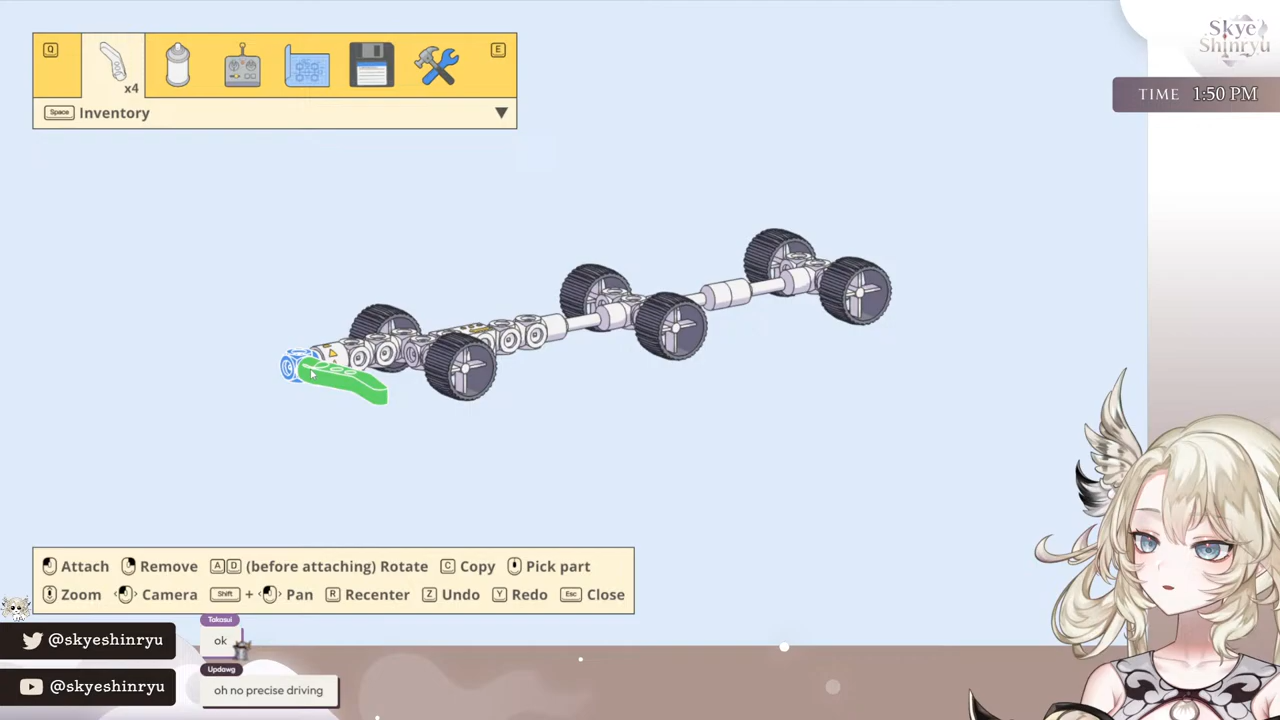 Q
x4
E
Space Inventory
Skye
Shinryu
TIME 1:50 PM
Attach Remove A D (before attaching) Rotate C Copy Pick part
Zoom Camera Shift + Pan R Recenter Z Undo Y Redo Esc Close
Takasui
ok
@skyeshinryu
Updawg
oh no precise driving
@skyeshinryu